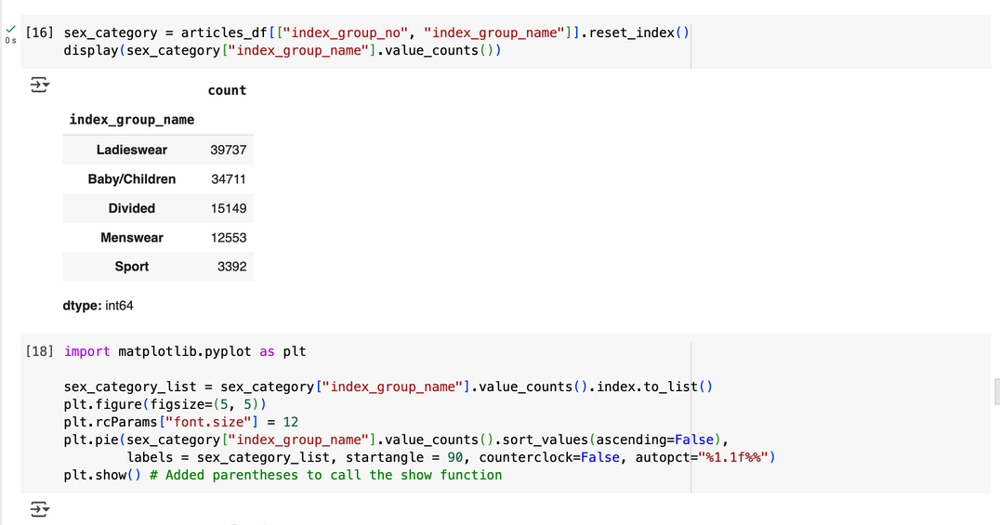 [16] sex_category = articles_df[["index_group_no", "index_group_name"]].reset_index()
0 s
display(sex_category["index_group_name"].value_counts())
count
index_group_name
Ladieswear 39737
Baby/Children 34711
Divided 15149
Menswear 12553
Sport 3392
dtype: int64
[18] import matplotlib.pyplot as plt
sex_category_list = sex_category["index_group_name"].value_counts().index.to_list()
plt.figure(figsize=(5, 5))
plt.rcParams["font.size"] = 12
plt.pie(sex_category["index_group_name"].value_counts().sort_values(ascending=False),
labels = sex_category_list, startangle = 90, counterclock=False, autopct="%1.1f%%")
plt.show() # Added parentheses to call the show function